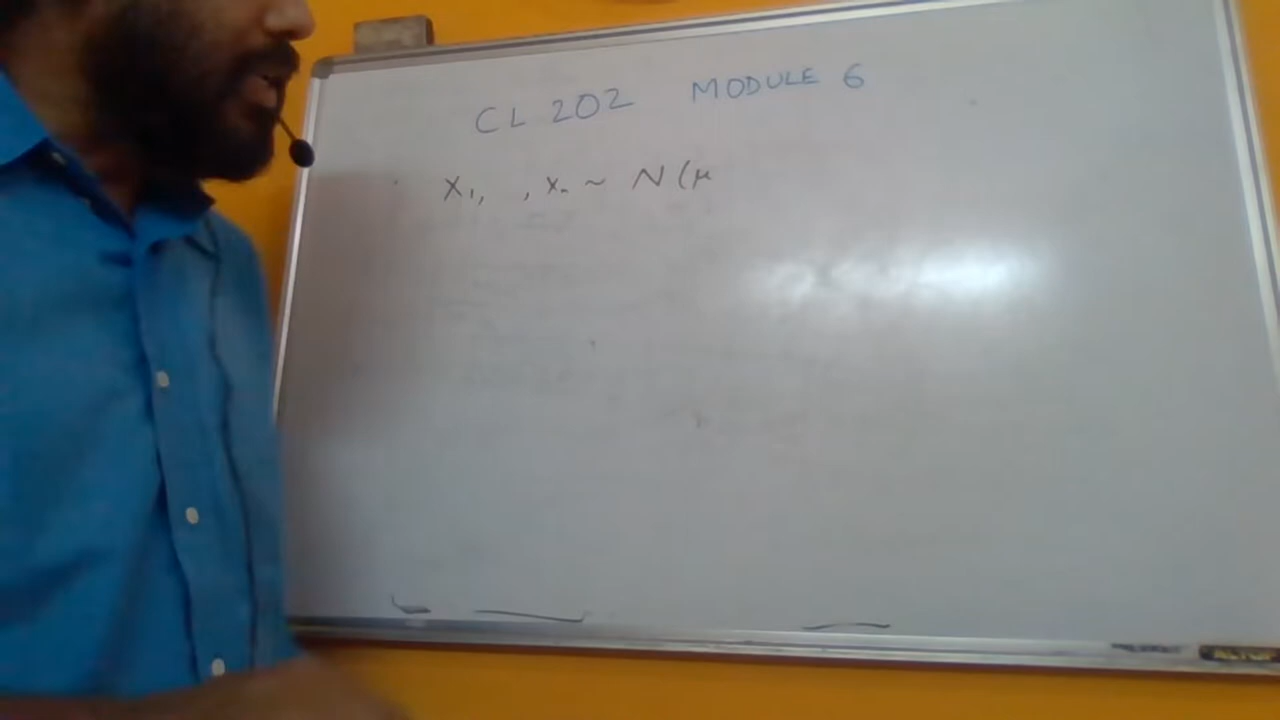 CL 202 MODULE 6
X₁, , Xₙ ~ N(μ